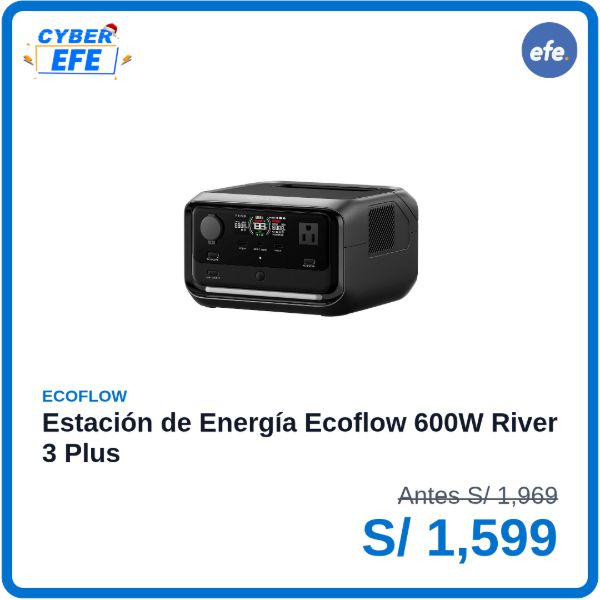 CYBER
EFE
efe.
ECOFLOW
Estación de Energía Ecoflow 600W River
3 Plus
Antes S/ 1,969
S/ 1,599